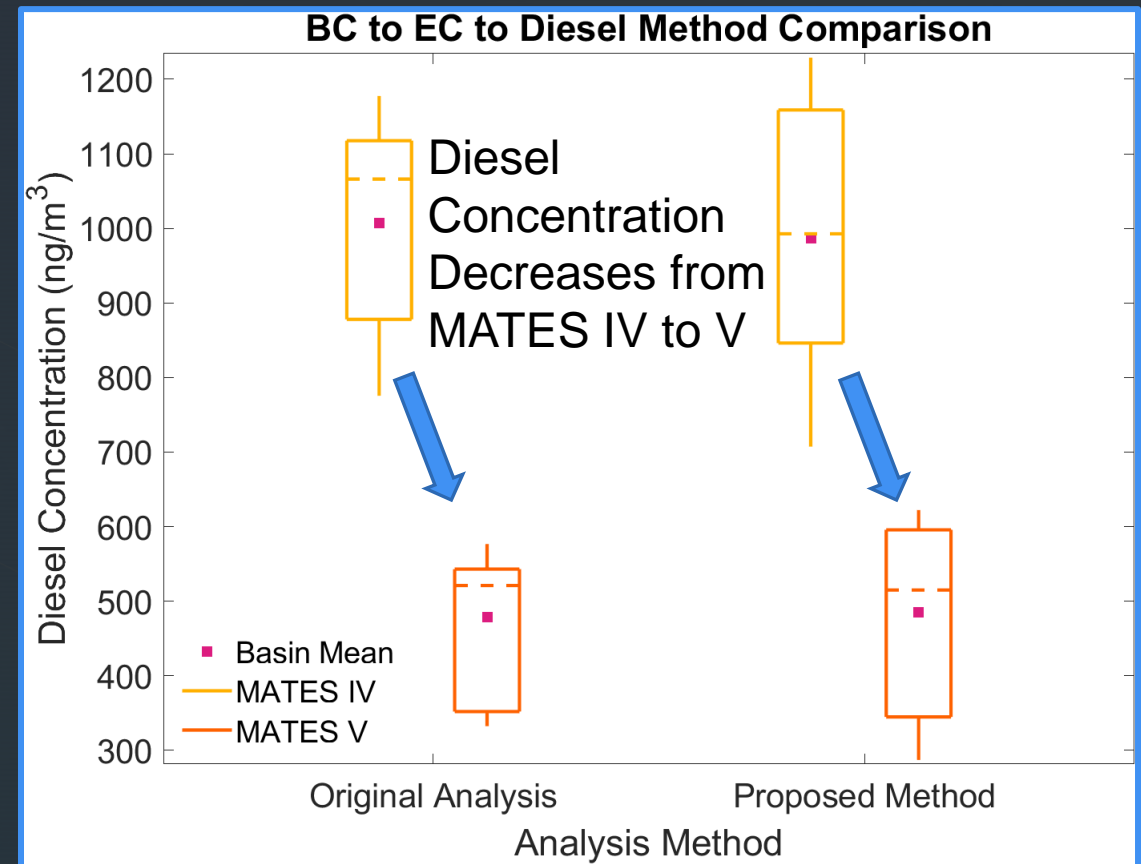 BC to EC to Diesel Method Comparison
Diesel Concentration (ng/m³)
1200
1100
1000
900
800
700
600
500
400
300
Diesel
Concentration
Decreases from
MATES IV to V
Basin Mean
MATES IV
MATES V
Original Analysis
Proposed Method
Analysis Method